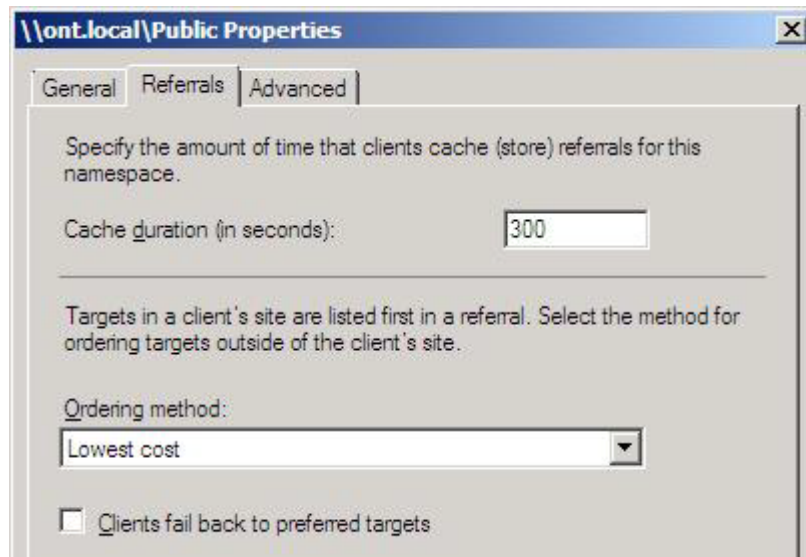 \\ont.local\Public Properties
General Referrals Advanced
Specify the amount of time that clients cache (store) referrals for this
namespace.
Cache duration (in seconds): 300
Targets in a client's site are listed first in a referral. Select the method for
ordering targets outside of the client's site.
Ordering method:
Lowest cost
Clients fail back to preferred targets